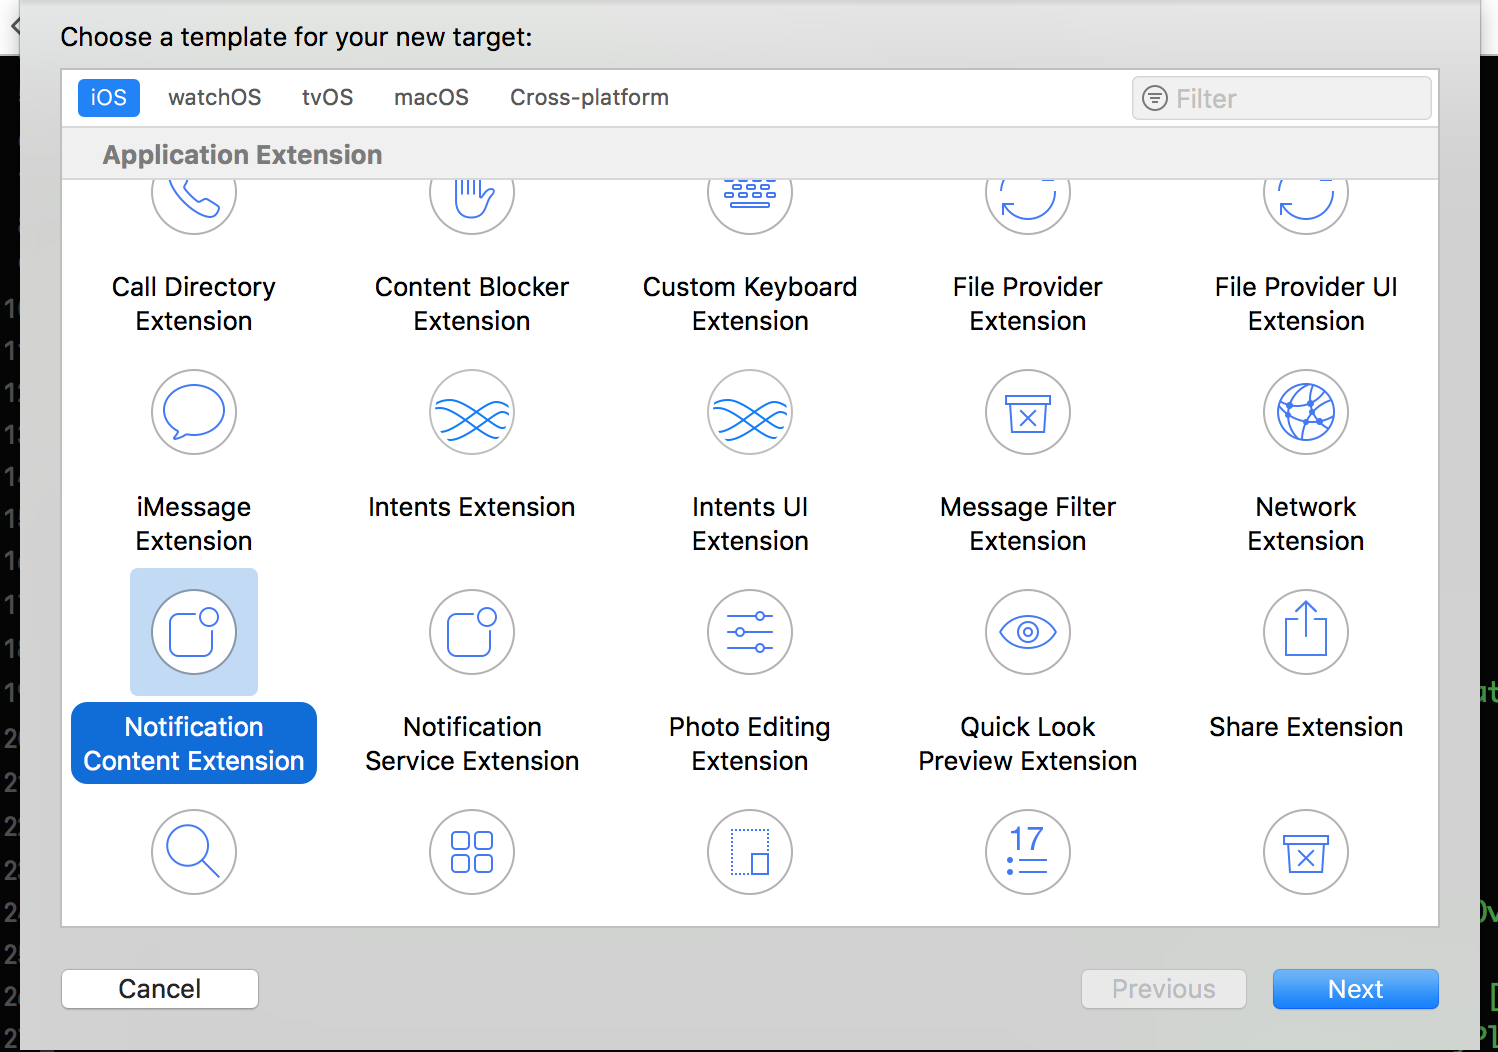 Choose a template for your new target:
iOS watchOS tvOS macOS Cross-platform
Filter
Application Extension
Call Directory
Extension
Content Blocker
Extension
Custom Keyboard
Extension
File Provider
Extension
File Provider UI
Extension
iMessage
Extension
Intents Extension
Intents UI
Extension
Message Filter
Extension
Network
Extension
Notification
Content Extension
Notification
Service Extension
Photo Editing
Extension
Quick Look
Preview Extension
Share Extension
17
Cancel
Previous
Next